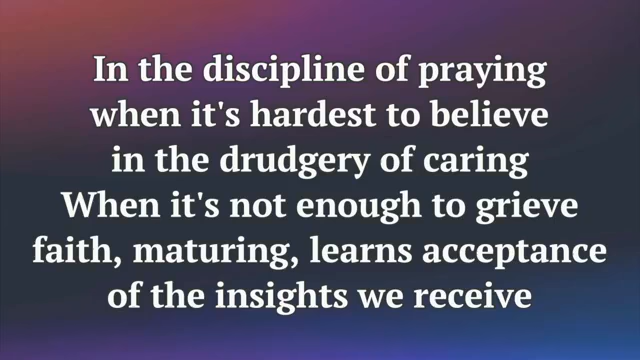 In the discipline of praying
when it's hardest to believe
in the drudgery of caring
When it's not enough to grieve
faith, maturing, learns acceptance
of the insights we receive